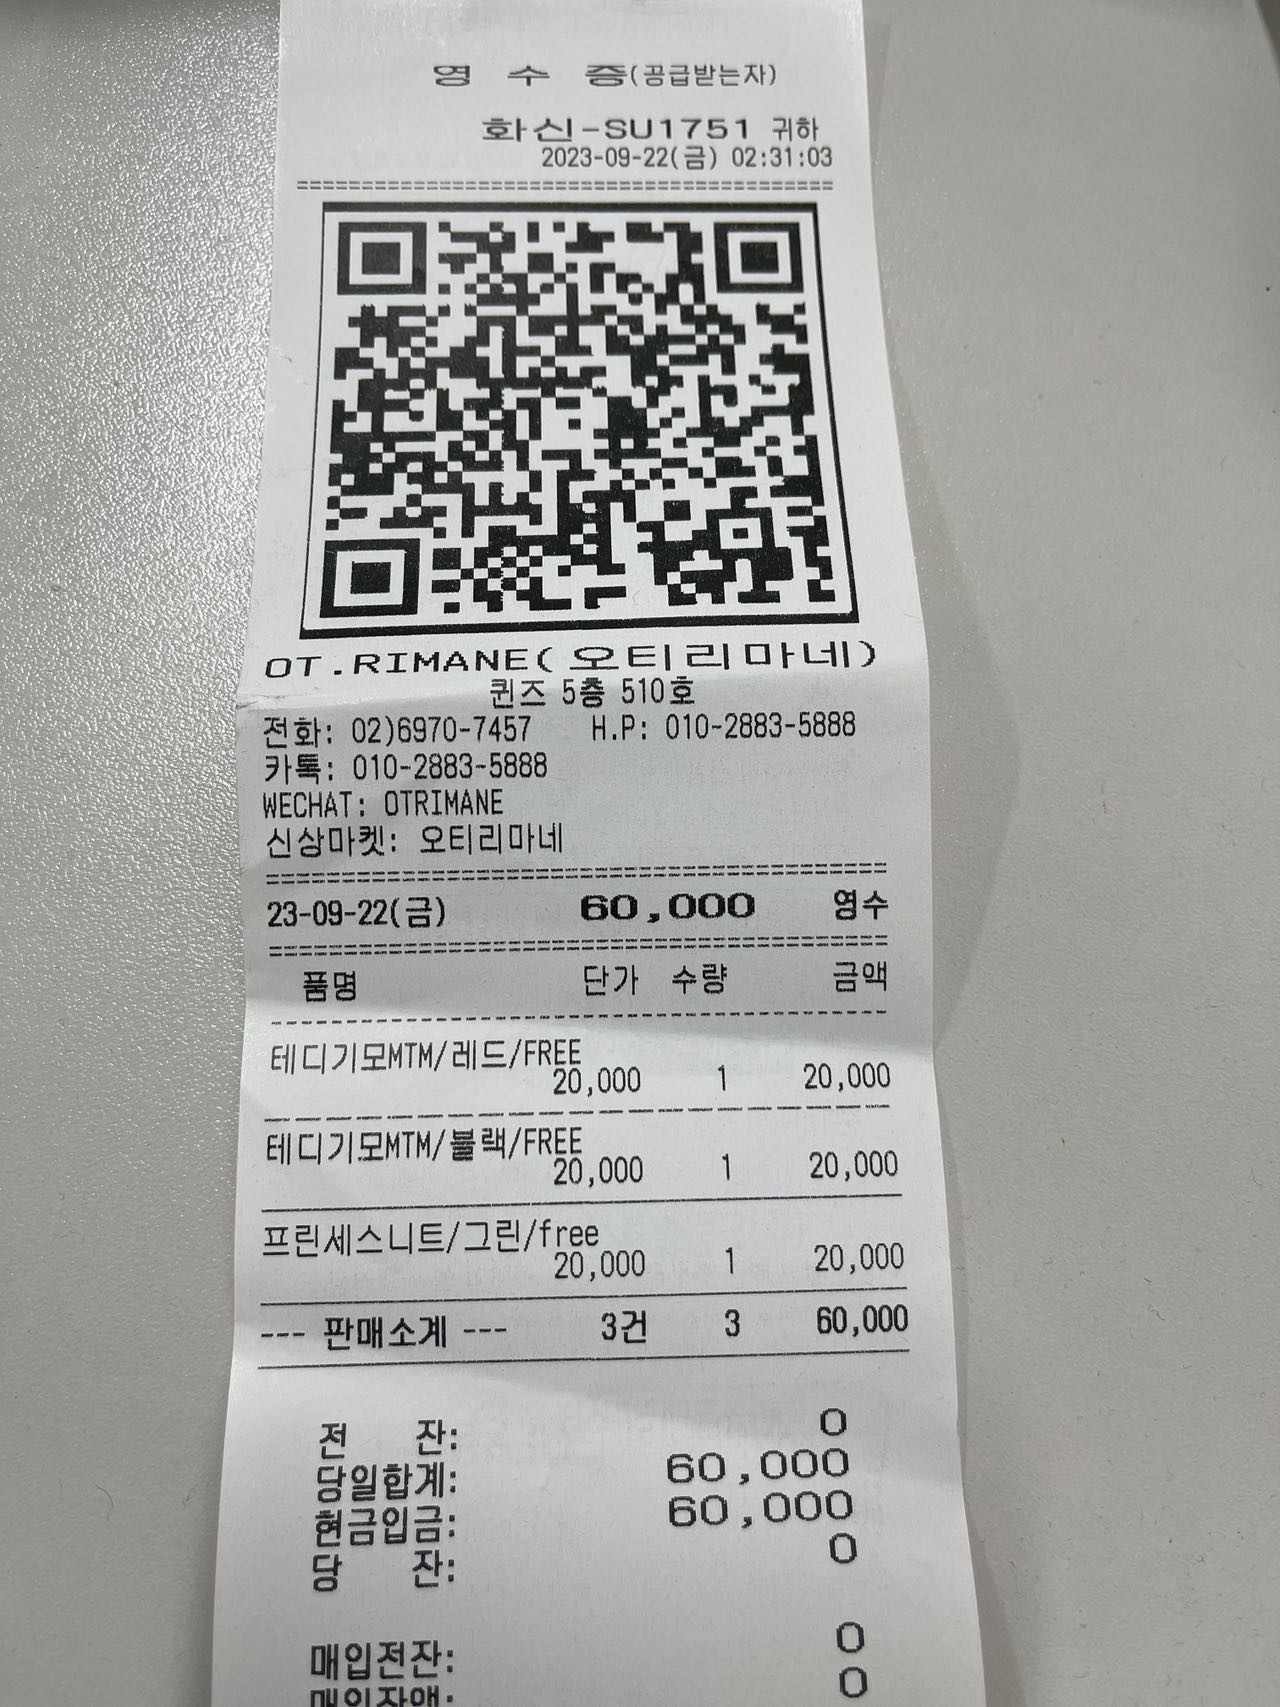 영 수 증(공급받는자)
화신-SU1751 귀하
2023-09-22(금) 02:31:03
OT.RIMANE(오티리마네)
퀸즈 5층 510호
전화: 02)6970-7457 H.P: 010-2883-5888
카톡: 010-2883-5888
WECHAT: OTRIMANE
신상마켓: 오티리마네
23-09-22(금) 60,000 영수
품명 단가 수량 금액
테디기모MTM/레드/FREE
20,000 1 20,000
테디기모MTM/블랙/FREE
20,000 1 20,000
프린세스니트/그린/free
20,000 1 20,000
--- 판매소계 --- 3건 3 60,000
전 잔: 0
당일합계: 60,000
현금입금: 60,000
당 잔: 0
매입전잔: 0
매입잔액: 0